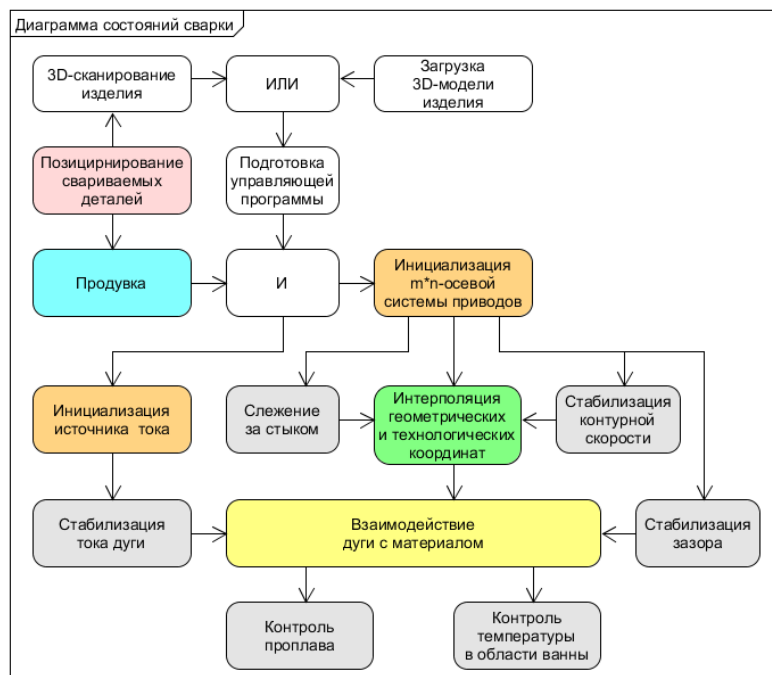 Диаграмма состояний сварки
3D-сканирование
изделия
ИЛИ
Загрузка
3D-модели
изделия
Позицирнирование
свариваемых
деталей
Подготовка
управляющей
программы
Продувка
И
Инициализация
m*n-осевой
системы приводов
Инициализация
источника тока
Слежение
за стыком
Интерполяция
геометрических
и технологических
координат
Стабилизация
контурной
скорости
Стабилизация
тока дуги
Взаимодействие
дуги с материалом
Стабилизация
зазора
Контроль
проплава
Контроль
температуры
в области ванны